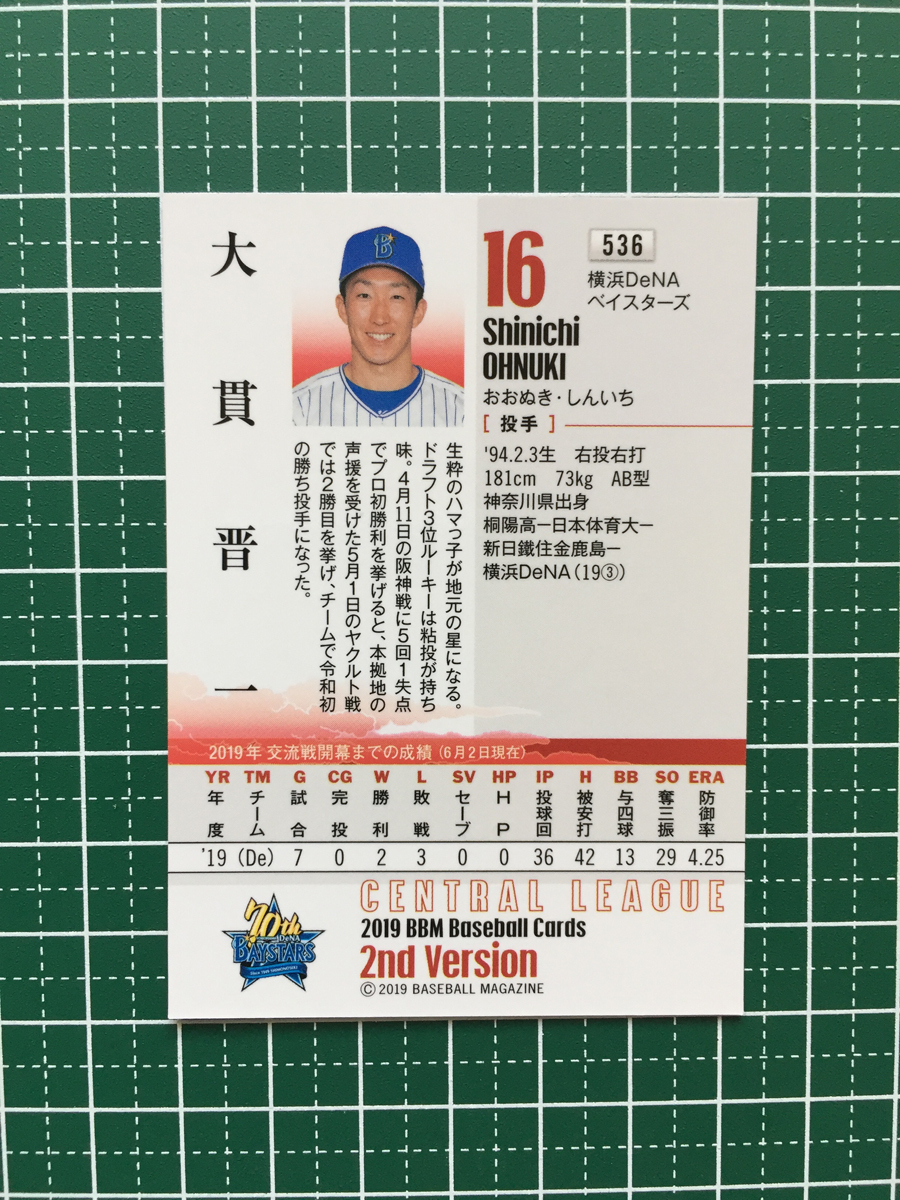 大貫晋一
16
536
横浜DeNA
ベイスターズ
Shinichi
OHNUKI
おおぬき・しんいち
[ 投手 ]
'94.2.3生 右投右打
181cm 73kg AB型
神奈川県出身
桐陽高ー日本体育大ー
新日鐵住金鹿島ー
横浜DeNA(19③)
生粋のハマっ子が地元の星になる。
ドラフト3位ルーキーは粘投が持ち
味。4月11日の阪神戦に5回1失点
でプロ初勝利を挙げると、本拠地の
声援を受けた5月1日のヤクルト戦
では2勝目を挙げ、チームで令和初
の勝ち投手になった。
2019年 交流戦開幕までの成績(6月2日現在)
YR TM G CG W L SV HP IP H BB SO ERA
年度 チーム 試合 完投 勝利 敗戦 セーブ HP 投球回 被安打 与四球 奪三振 防御率
'19 (De) 7 0 2 3 0 0 36 42 13 29 4.25
CENTRAL LEAGUE
2019 BBM Baseball Cards
2nd Version
©2019 BASEBALL MAGAZINE
70th
DeNA
BAYSTARS
B